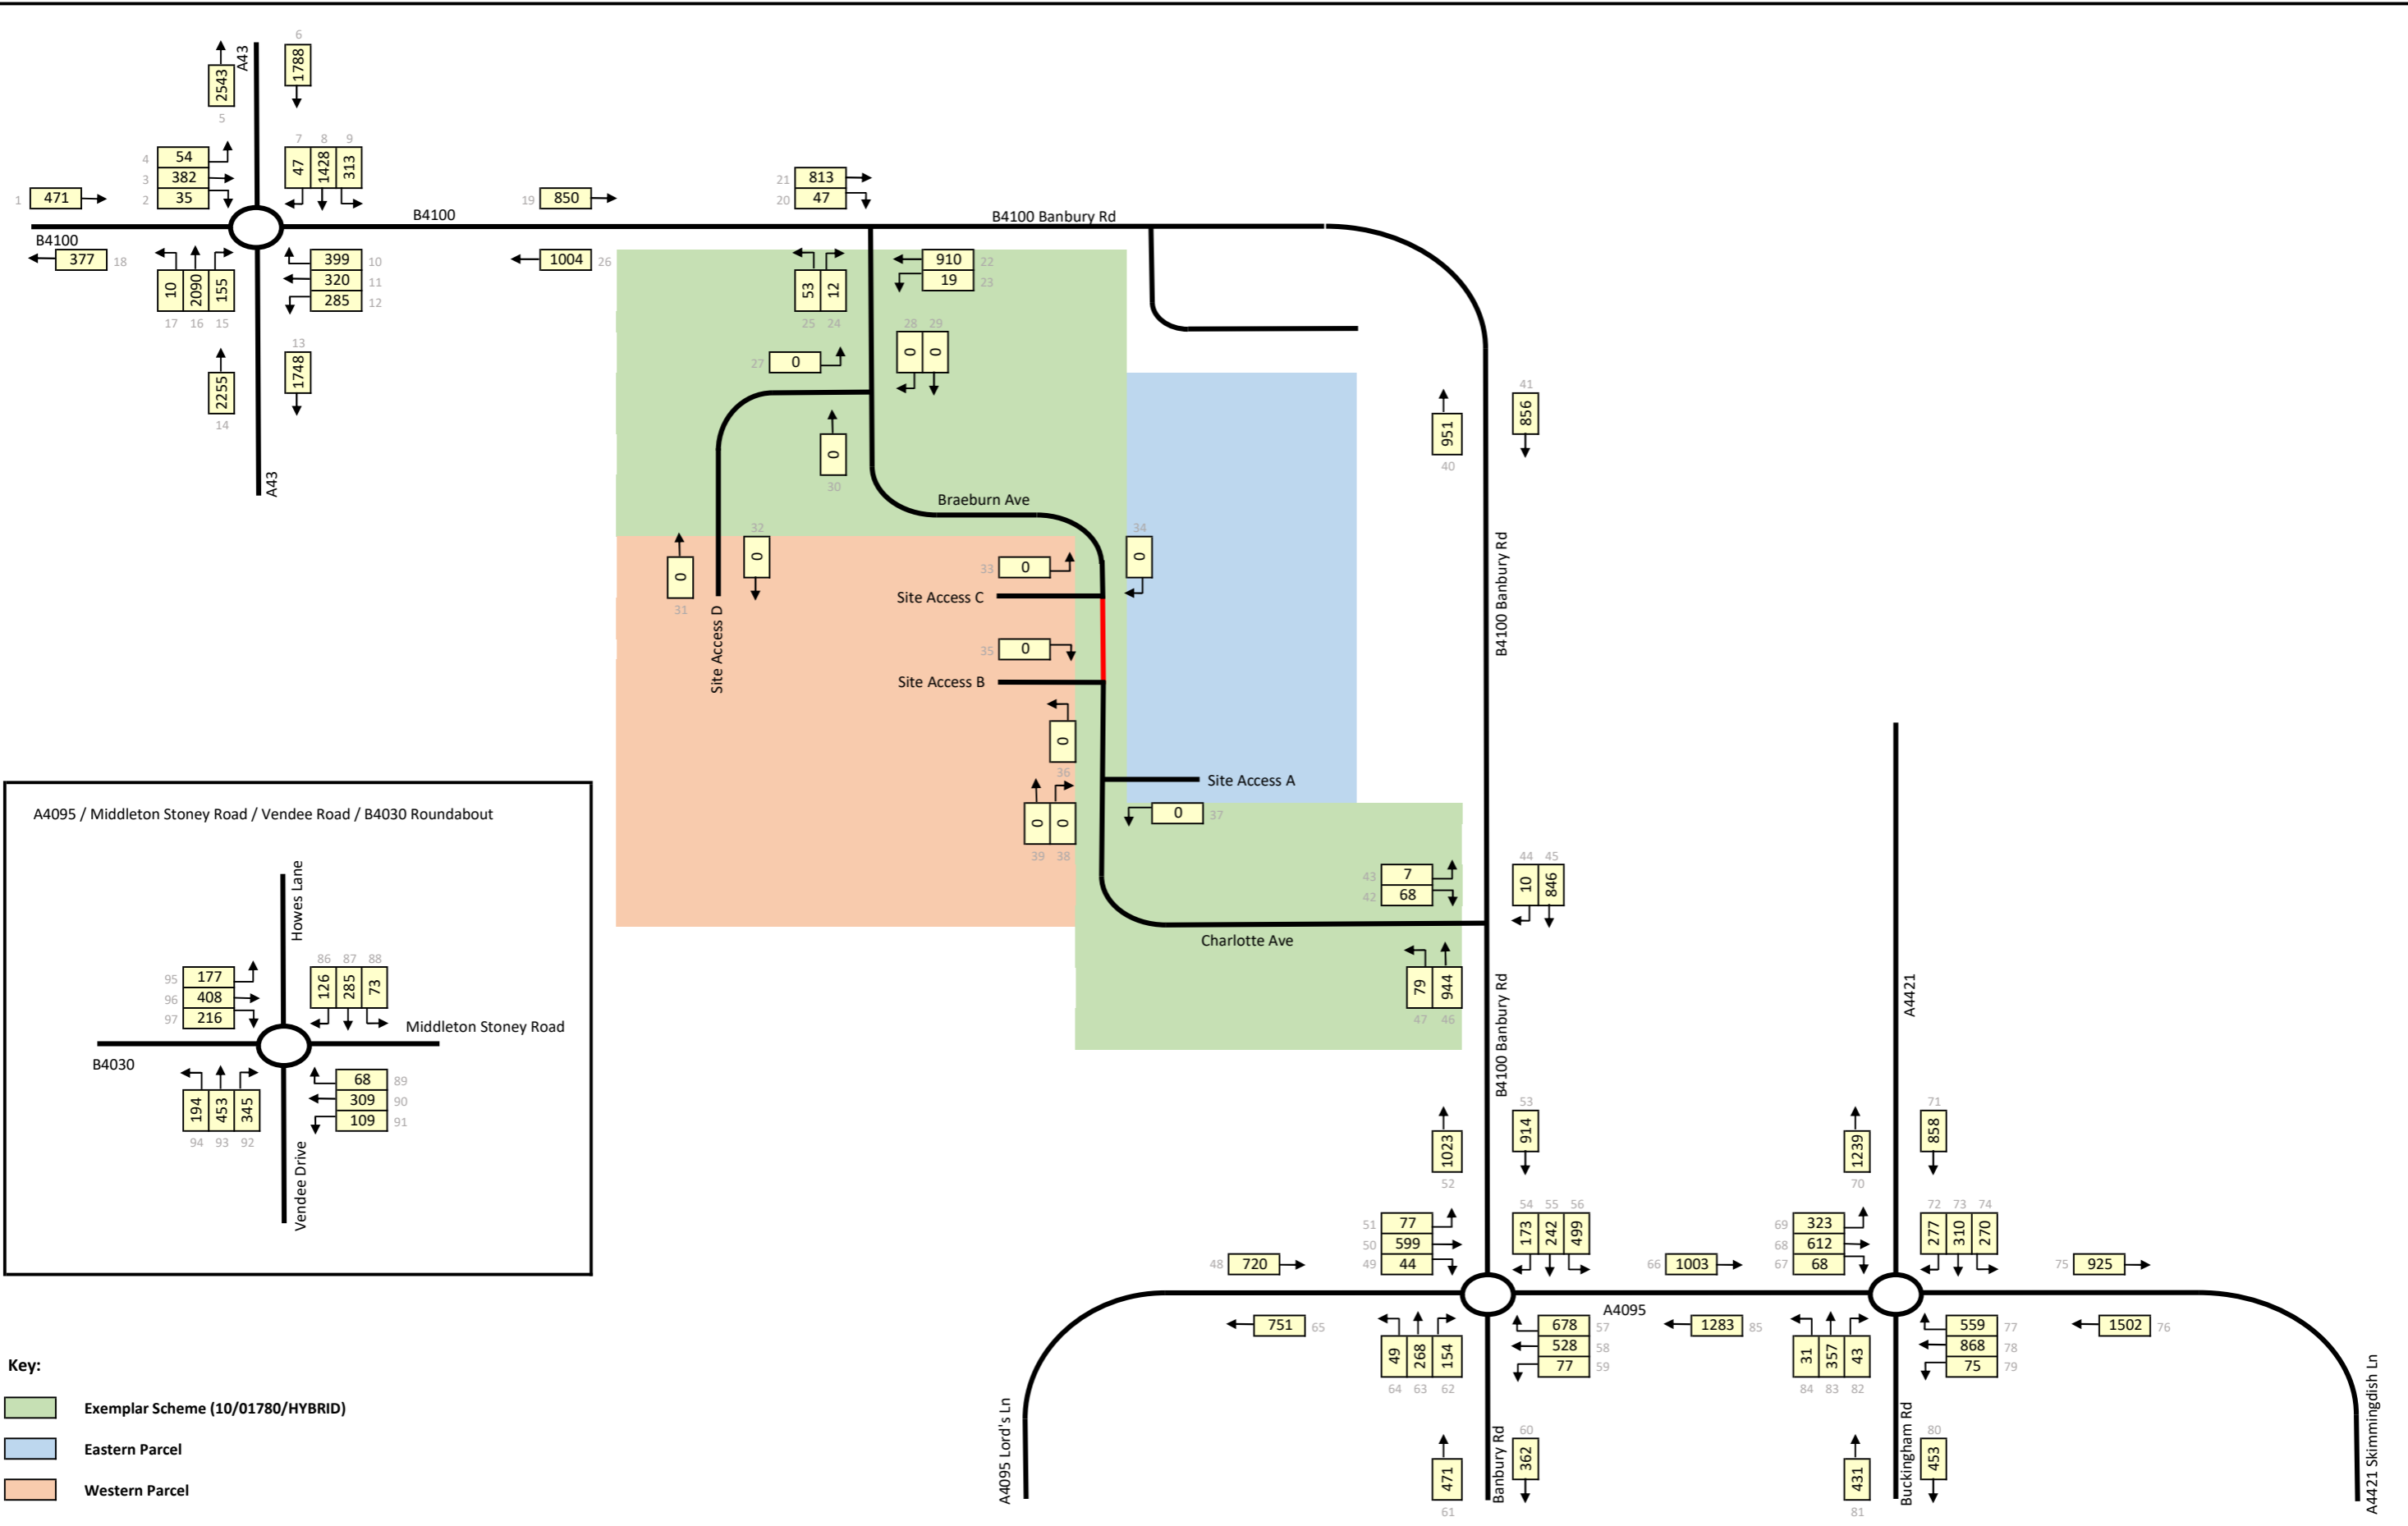 6
1788
A43
2543
5
7 8 9
47 1428 313
4 54
3 382
2 35
1 471
B4100
B4100
377 18
10 2090 155
17 16 15
399 10
320 11
285 12
13
1748
2255
14
A43
19 850
21 813
20 47
B4100 Banbury Rd
1004 26
53 12
25 24
910 22
19 23
28 29
0 0
27 0
0
30
Braeburn Ave
41
856
951
40
32
0
0
31
Site Access D
33 0
34
0
Site Access C
35 0
Site Access B
B4100 Banbury Rd
0
36
Site Access A
0 37
0 0
39 38
43 7
42 68
44 45
10 846
Charlotte Ave
79 944
47 46
B4100 Banbury Rd
A4421
A4095 / Middleton Stoney Road / Vendee Road / B4030 Roundabout
Howes Lane
95 177
96 408
97 216
86 87 88
126 285 73
Middleton Stoney Road
B4030
194 453 345
94 93 92
68 89
309 90
109 91
Vendee Drive
53
914
1023
52
71
858
1239
70
51 77
50 599
49 44
54 55 56
173 242 499
48 720
66 1003
69 323
68 612
67 68
72 73 74
277 310 270
75 925
A4095
751 65
49 268 154
64 63 62
678 57
528 58
77 59
1283 85
31 357 43
84 83 82
559 77
868 78
75 79
1502 76
A4095 Lord's Ln
471
61
Banbury Rd
60
362
431
81
Buckingham Rd
80
453
A4421 Skimmingdish Ln
Key:
Exemplar Scheme (10/01780/HYBRID)
Eastern Parcel
Western Parcel